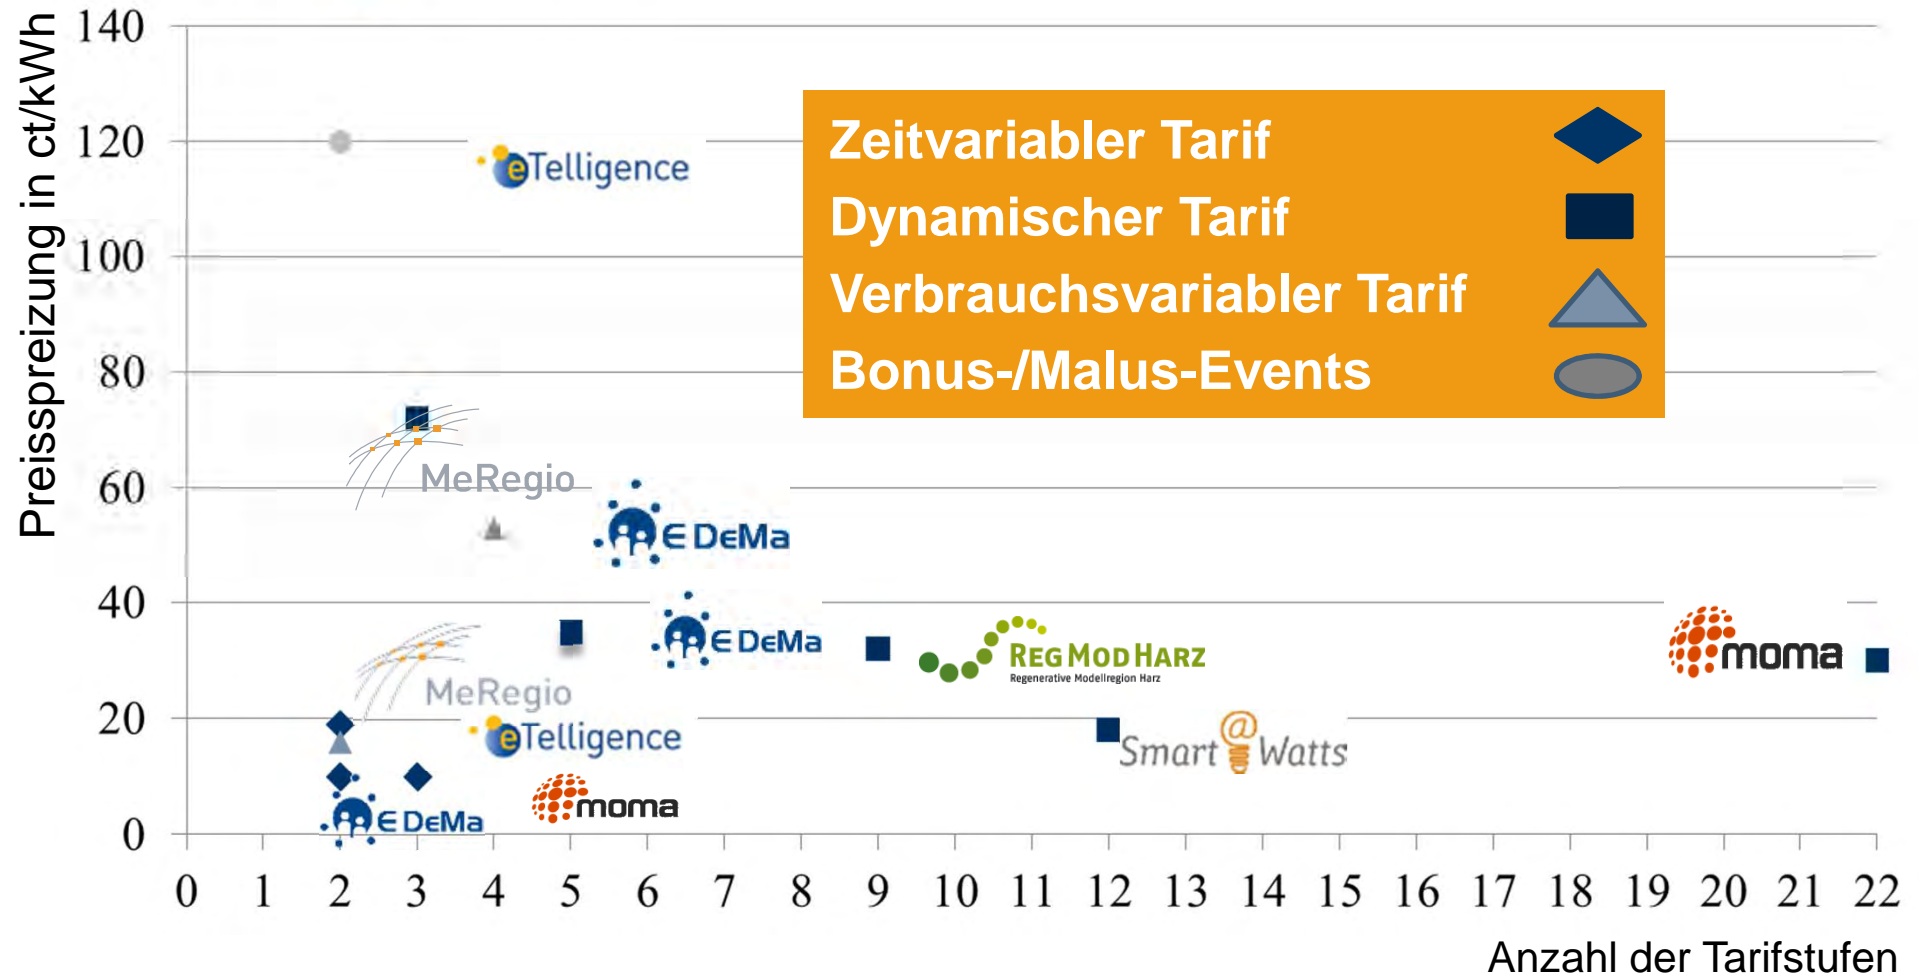 Preisspreizung in ct/kWh
140
120
100
80
60
40
20
0
eTelligence
Zeitvariabler Tarif
Dynamischer Tarif
Verbrauchsvariabler Tarif
Bonus-/Malus-Events
MeRegio
E DeMa
E DeMa
REGMODHARZ
Regenerative Modellregion Harz
moma
MeRegio
eTelligence
Smart@Watts
moma
E DeMa
0 1 2 3 4 5 6 7 8 9 10 11 12 13 14 15 16 17 18 19 20 21 22
Anzahl der Tarifstufen